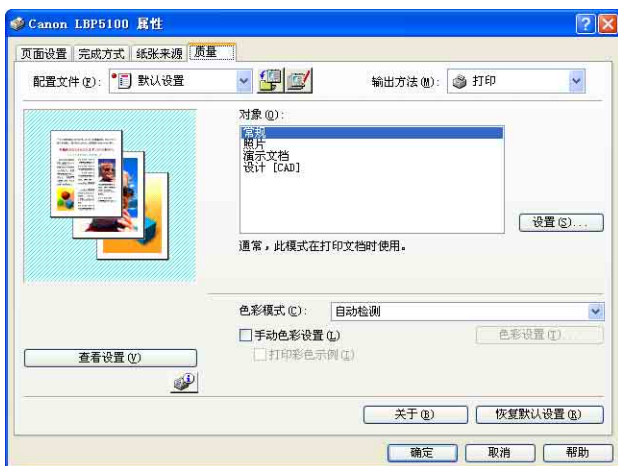 Canon LBP5100 属性
页面设置 完成方式 纸张来源 质量
配置文件(F): 默认设置 输出方法(M): 打印
对象(O):
常规
照片
演示文档
设计 [CAD]
设置(S)...
通常，此模式在打印文档时使用。
色彩模式(C): 自动检测
手动色彩设置(L) 色彩设置(T)...
打印彩色示例(I)
查看设置(V)
关于(B) 恢复默认设置(R)
确定 取消 帮助